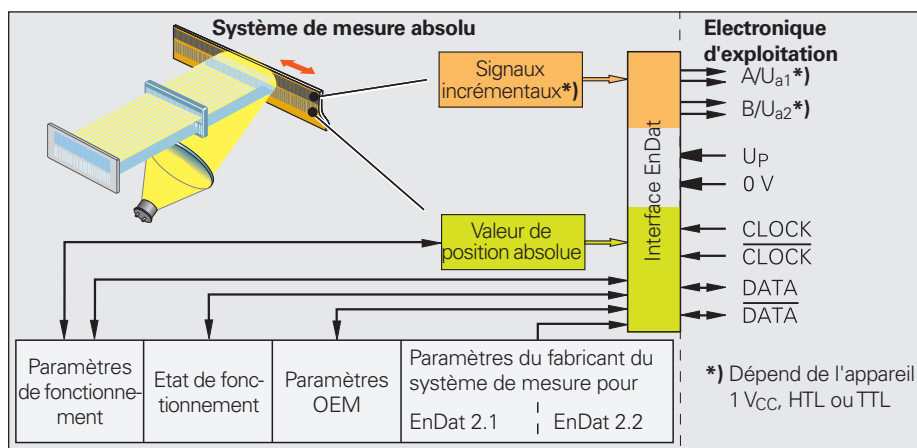 Système de mesure absolu
Electronique
d'exploitation
Signaux
incrémentaux*)
A/Ua1*)
B/Ua2*)
UP
0 V
Interface EnDat
Valeur de
position absolue
CLOCK
CLOCK
DATA
DATA
Paramètres
de fonctionne-
ment
Etat de fonc-
tionnement
Paramètres
OEM
Paramètres du fabricant du
système de mesure pour
EnDat 2.1
EnDat 2.2
*) Dépend de l'appareil
1 VCC, HTL ou TTL